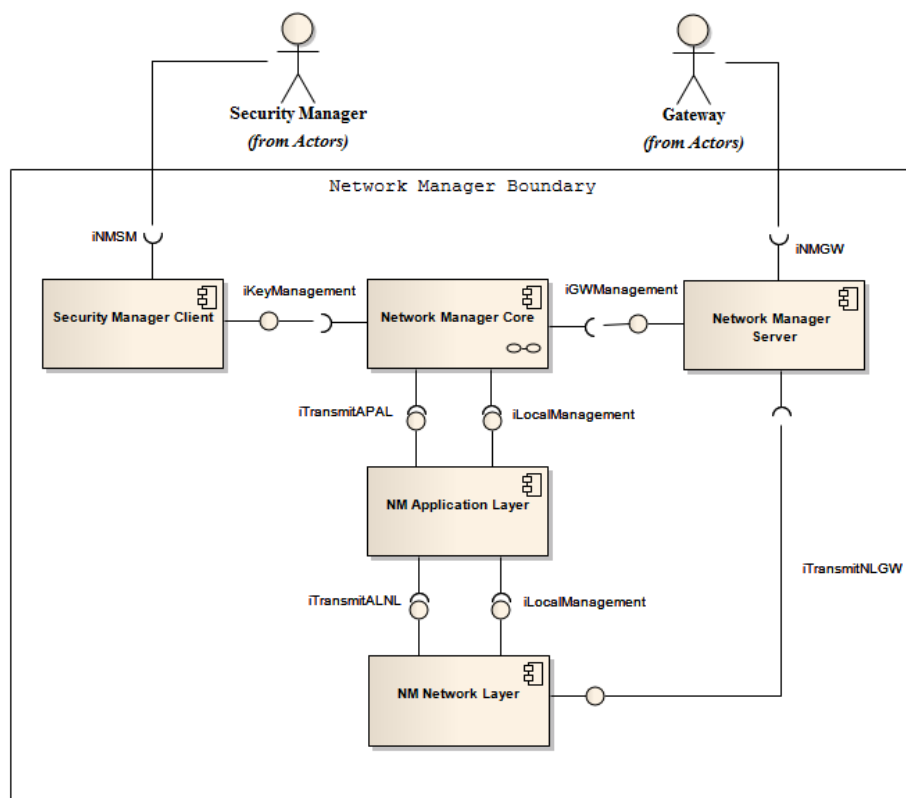 Security Manager
(from Actors)
Gateway
(from Actors)
Network Manager Boundary
iNMSM
iNMGW
iKeyManagement
iGWManagement
Security Manager Client
Network Manager Core
Network Manager
Server
iTransmitAPAL
iLocalManagement
NM Application Layer
iTransmitNLGW
iTransmitALNL
iLocalManagement
NM Network Layer